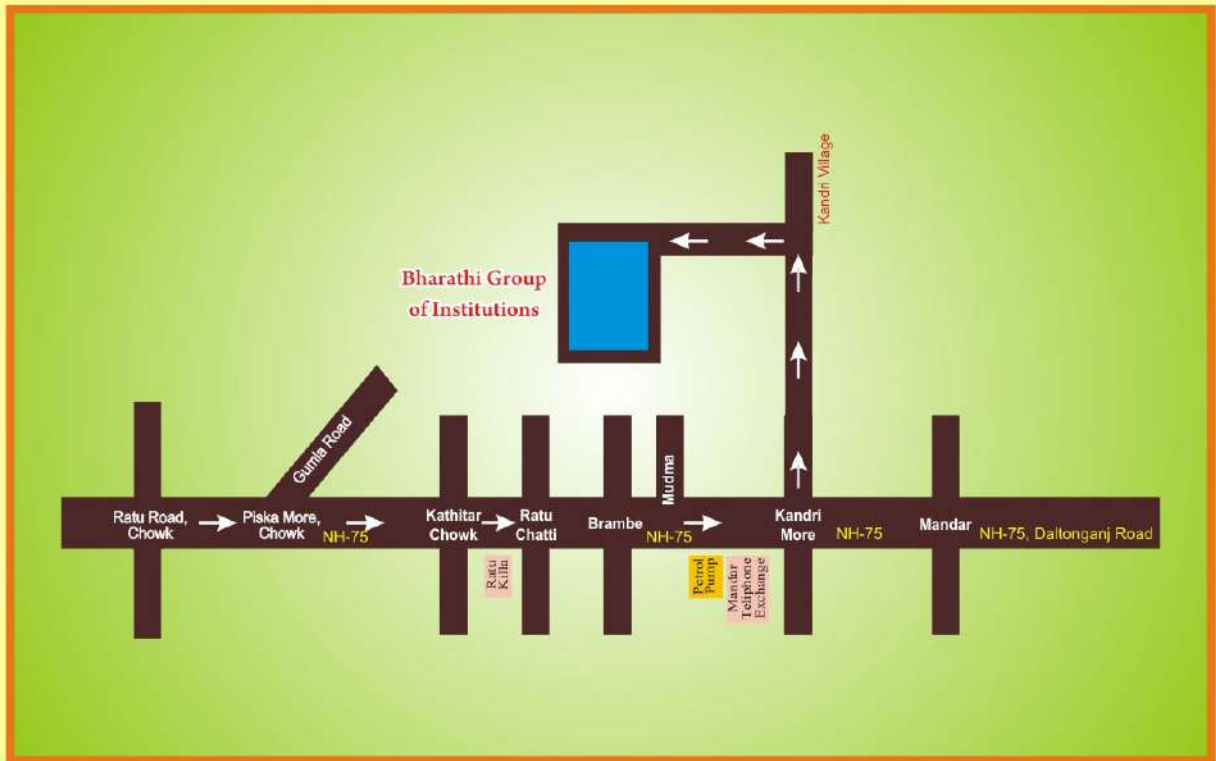 Kandri Village
Bharathi Group
of Institutions
Gumla Road
Mudma
Ratu Road,
Chowk
Piska More,
Chowk
NH-75
Kathitar
Chowk
Ratu
Chatti
Brambe
NH-75
Kandri
More
NH-75
Mandar
NH-75, Daltonganj Road
Ratu
Killa
Petrol
Pump
Mandar
Teliphone
Exchange